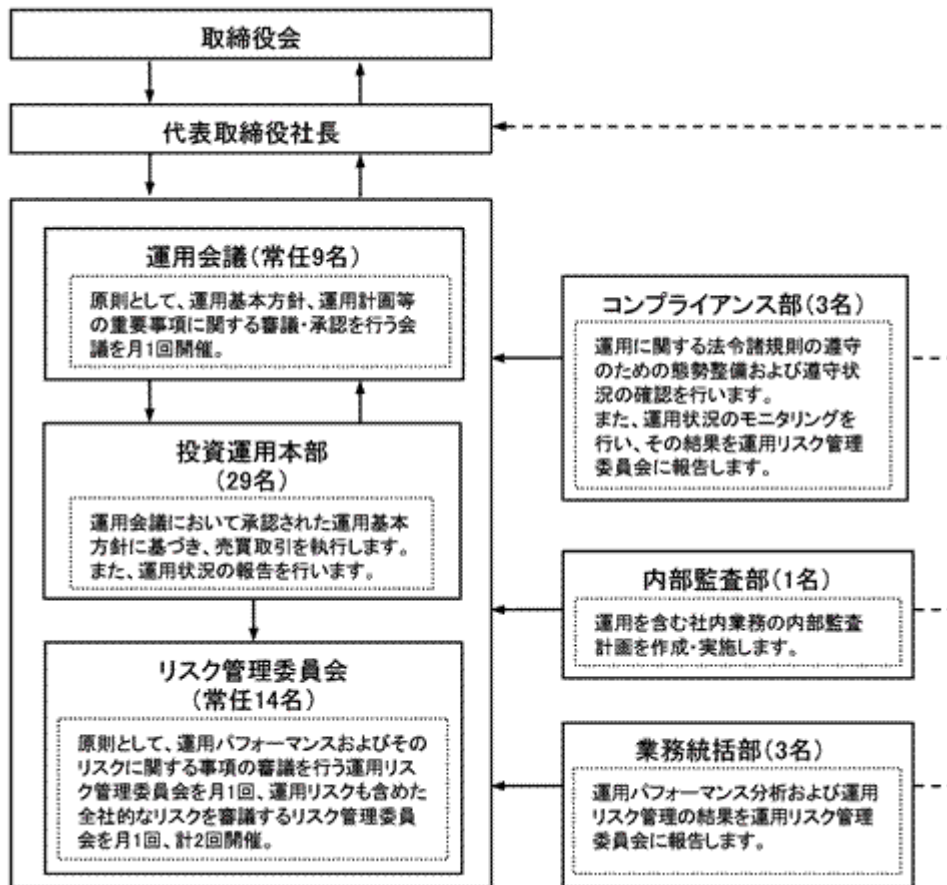 取締役会
代表取締役社長
運用会議(常任9名)
原則として、運用基本方針、運用計画等
の重要事項に関する審議・承認を行う会
議を月1回開催。
投資運用本部
(29名)
運用会議において承認された運用基本
方針に基づき、売買取引を執行します。
また、運用状況の報告を行います。
リスク管理委員会
(常任14名)
原則として、運用パフォーマンスおよびその
リスクに関する事項の審議を行う運用リス
ク管理委員会を月1回、運用リスクも含めた
全社的なリスクを審議するリスク管理委員
会を月1回、計2回開催。
コンプライアンス部(3名)
運用に関する法令諸規則の遵守
のための態勢整備および遵守状
況の確認を行います。
また、運用状況のモニタリングを
行い、その結果を運用リスク管理
委員会に報告します。
内部監査部(1名)
運用を含む社内業務の内部監査
計画を作成・実施します。
業務統括部(3名)
運用パフォーマンス分析および運用
リスク管理の結果を運用リスク管理
委員会に報告します。